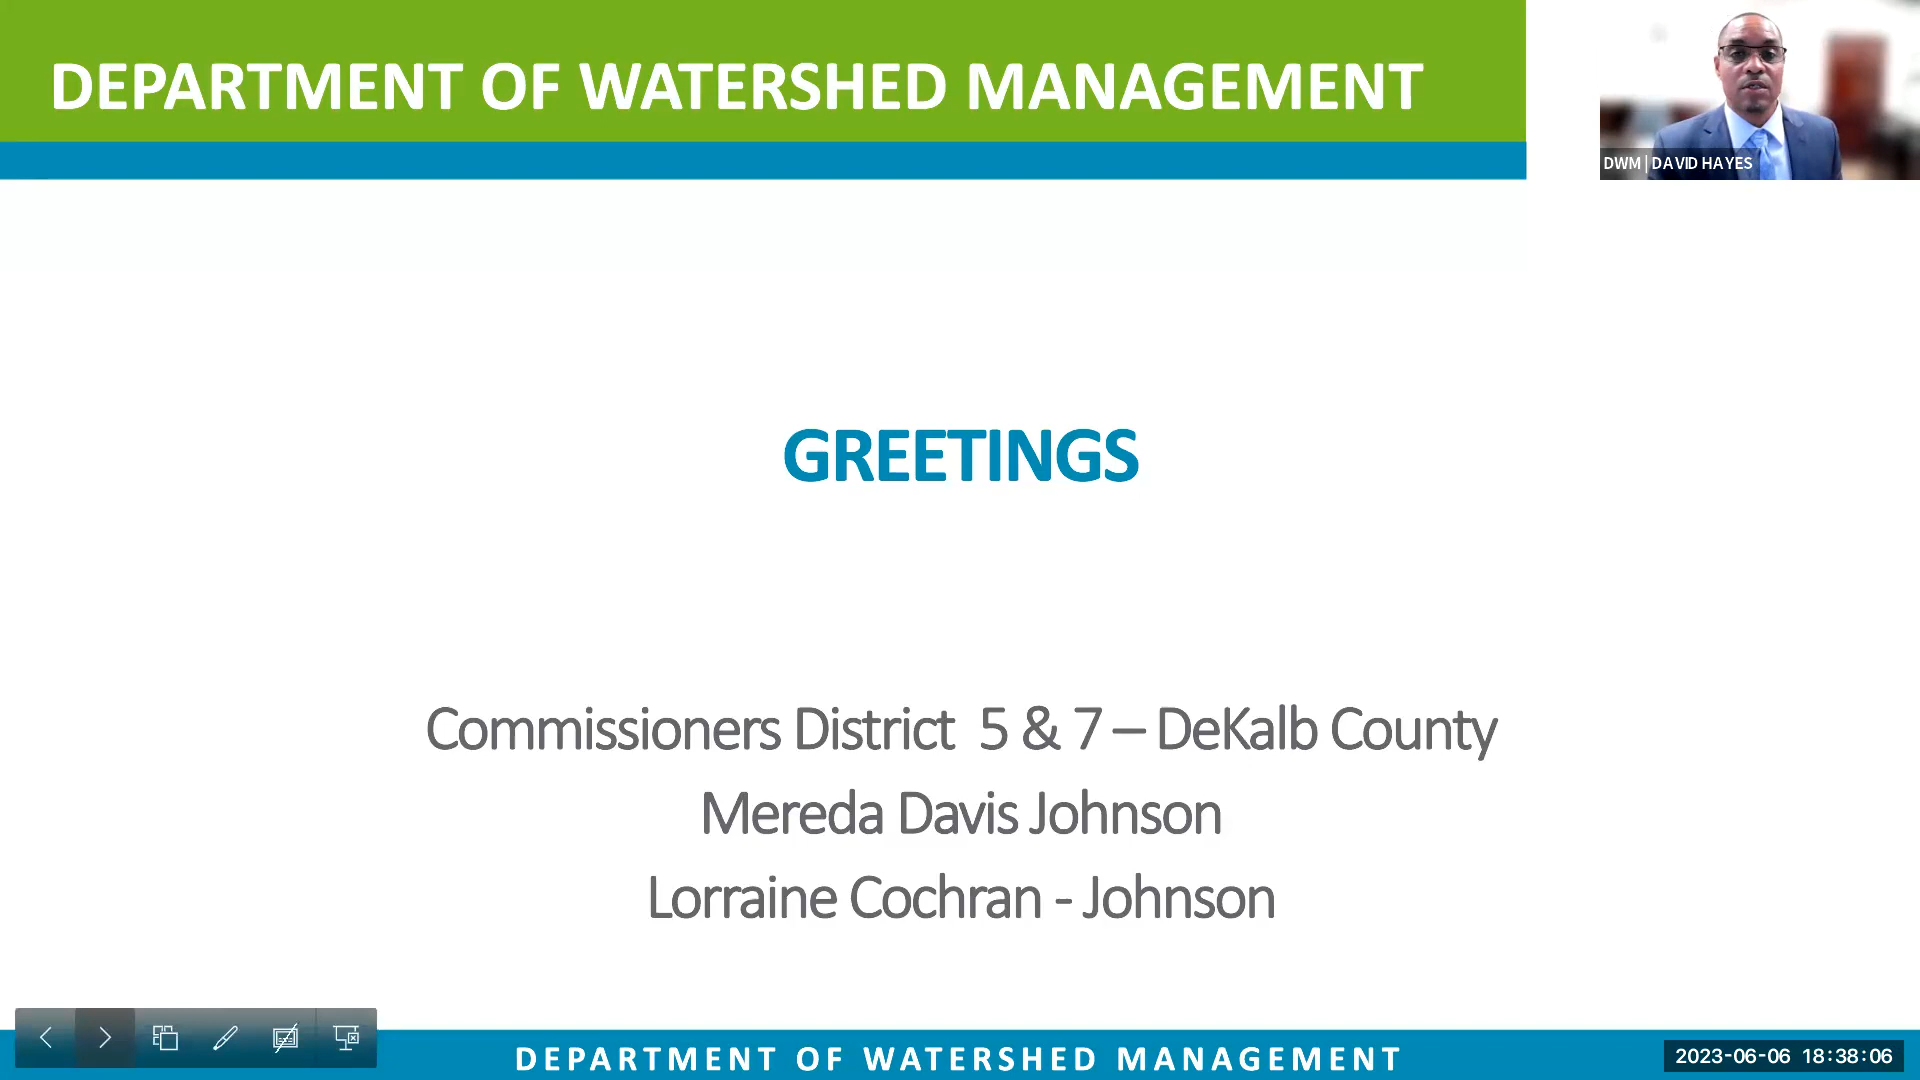 DEPARTMENT OF WATERSHED MANAGEMENT
DWM | DAVID HAYES
GREETINGS
Commissioners District 5 & 7 – DeKalb County
Mereda Davis Johnson
Lorraine Cochran - Johnson
DEPARTMENT OF WATERSHED MANAGEMENT
2023-06-06 18:38:06